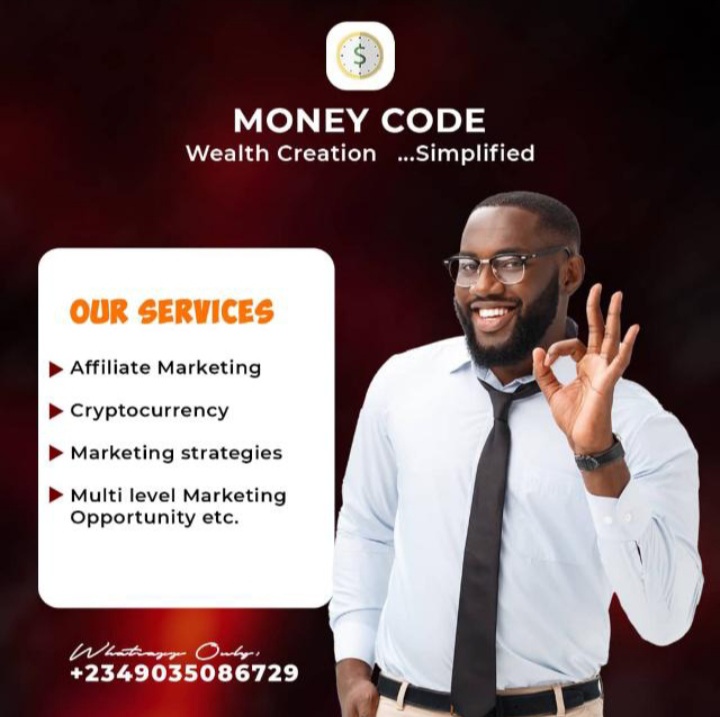 $
MONEY CODE
Wealth Creation ...Simplified
OUR SERVICES
Affiliate Marketing
Cryptocurrency
Marketing strategies
Multi level Marketing
Opportunity etc.
Whatsapp Only,
+2349035086729